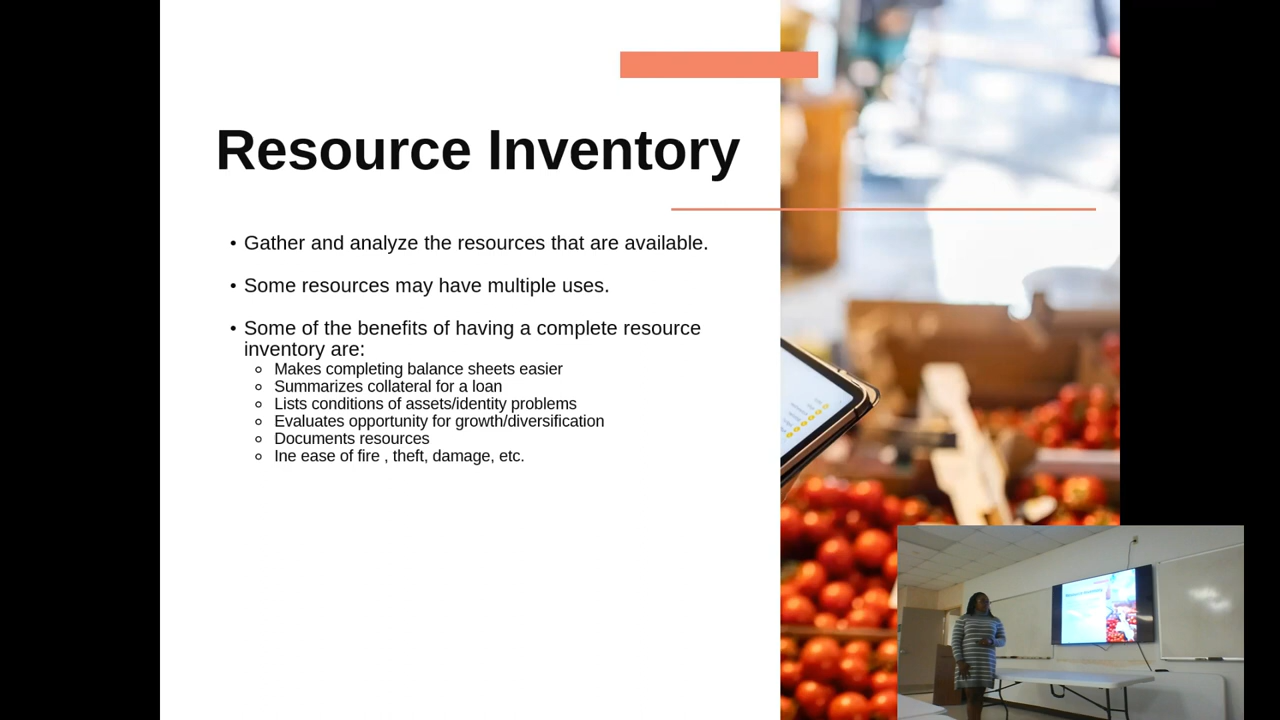 Resource Inventory
• Gather and analyze the resources that are available.
• Some resources may have multiple uses.
• Some of the benefits of having a complete resource
inventory are:
○ Makes completing balance sheets easier
○ Summarizes collateral for a loan
○ Lists conditions of assets/identity problems
○ Evaluates opportunity for growth/diversification
○ Documents resources
○ Ine ease of fire , theft, damage, etc.